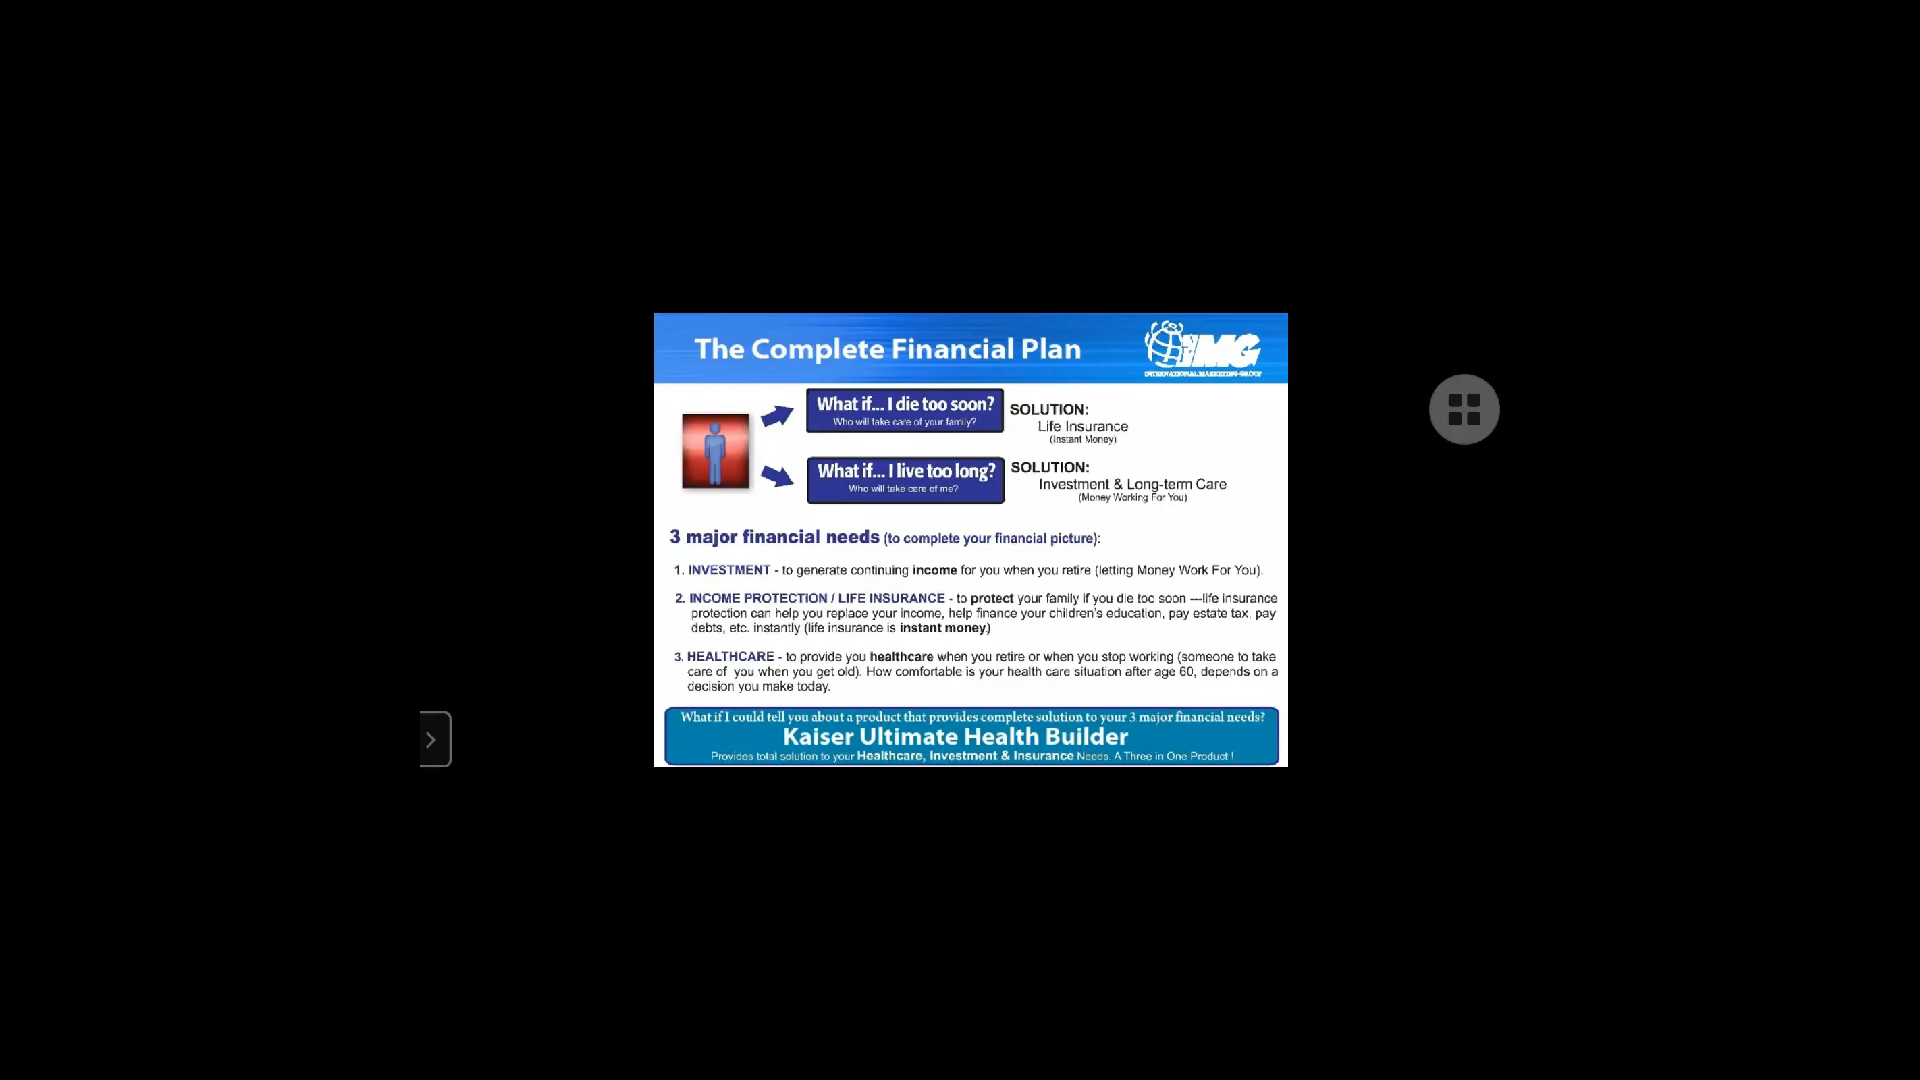 The Complete Financial Plan
IMG
INTERNATIONAL MARKETING GROUP
What if... I die too soon?
Who will take care of your family?
SOLUTION:
Life Insurance
(Instant Money)
What if... I live too long?
Who will take care of me?
SOLUTION:
Investment & Long-term Care
(Money Working For You)
3 major financial needs (to complete your financial picture):
1. INVESTMENT - to generate continuing income for you when you retire (letting Money Work For You).
2. INCOME PROTECTION / LIFE INSURANCE - to protect your family if you die too soon ---life insurance
protection can help you replace your income, help finance your children's education, pay estate tax, pay
debts, etc. instantly (life insurance is instant money.)
3. HEALTHCARE - to provide you healthcare when you retire or when you stop working (someone to take
care of you when you get old). How comfortable is your health care situation after age 60, depends on a
decision you make today.
What if I could tell you about a product that provides complete solution to your 3 major financial needs?
Kaiser Ultimate Health Builder
Provides total solution to your Healthcare, Investment & Insurance Needs. A Three in One Product !